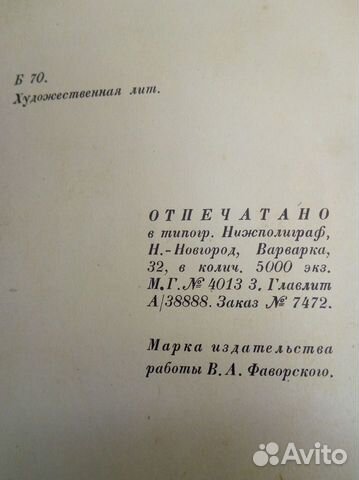 Б 70.
Художественная лит.
ОТПЕЧАТАНО
в типогр. Нижполиграф,
Н.-Новгород, Варварка,
32, в колич. 5000 экз.
М.Г.№ 4013 З. Главлит
А/38888. Заказ № 7472.
Марка издательства
работы В. А. Фаворского.
Avito